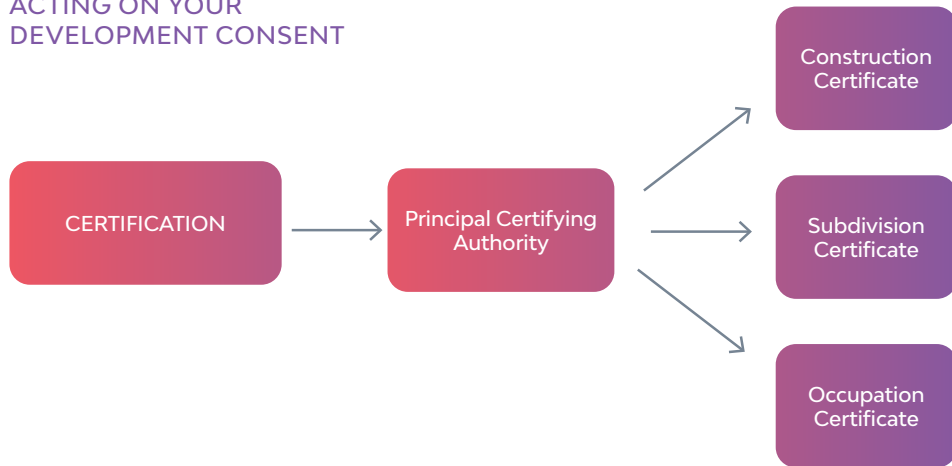 ACTING ON YOUR
DEVELOPMENT CONSENT
CERTIFICATION
Principal Certifying
Authority
Construction
Certificate
Subdivision
Certificate
Occupation
Certificate